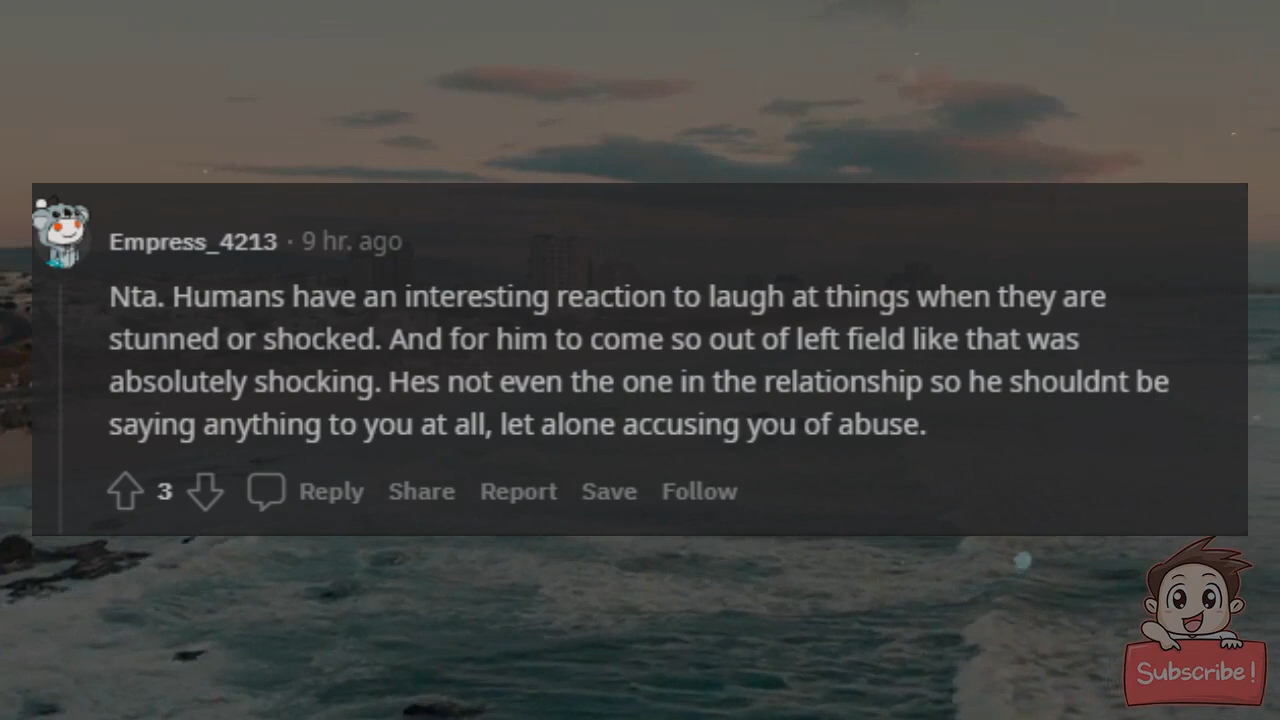 Empress_4213 · 9 hr. ago
Nta. Humans have an interesting reaction to laugh at things when they are
stunned or shocked. And for him to come so out of left field like that was
absolutely shocking. Hes not even the one in the relationship so he shouldnt be
saying anything to you at all, let alone accusing you of abuse.
3 Reply Share Report Save Follow
Subscribe!